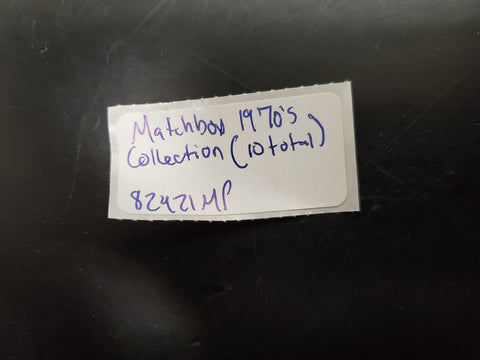 Matchbox 1970's
Collection (10 total)
82421MP